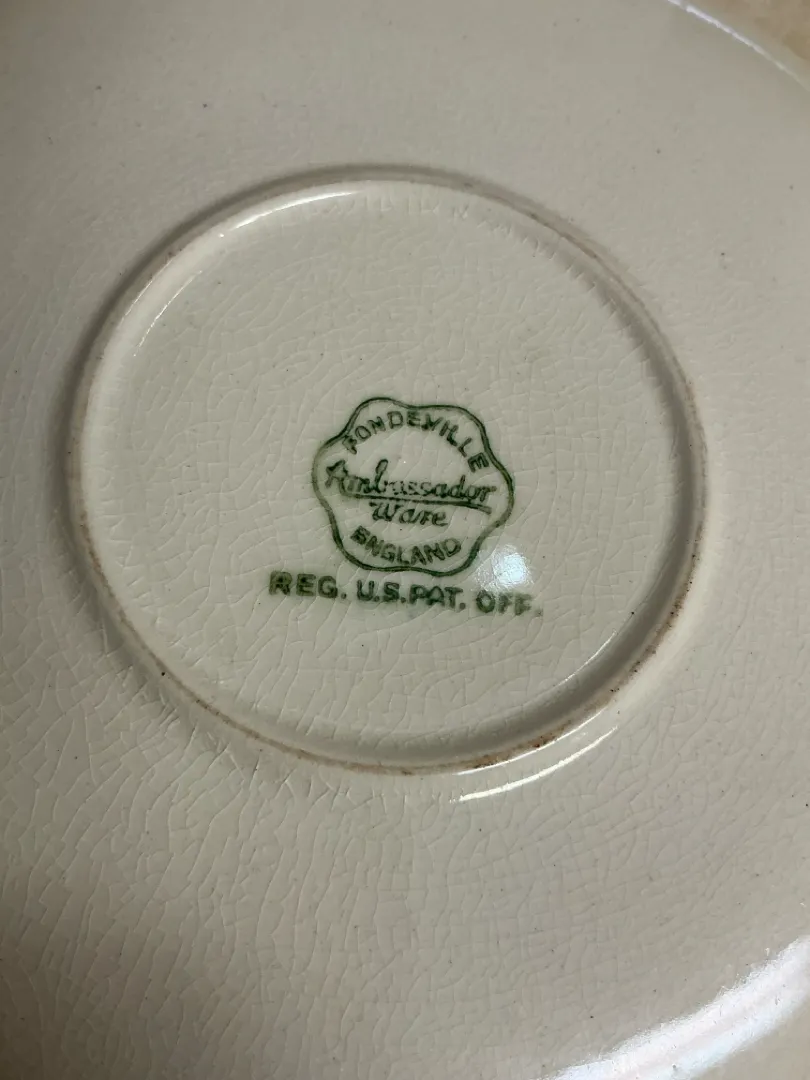 FONDEVILLE
Ambassador
Ware
ENGLAND
REG. U.S. PAT. OFF.